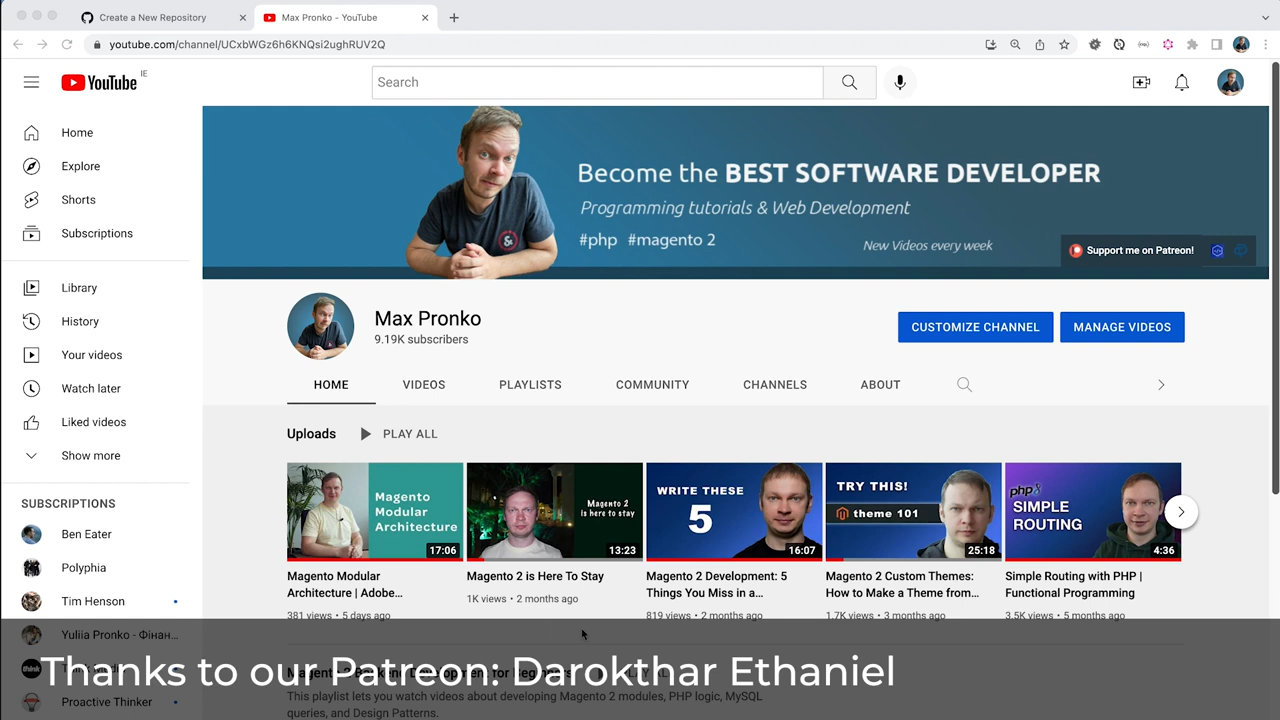 Create a New Repository
Max Pronko - YouTube
youtube.com/channel/UCxbWGz6h6KNQsi2ughRUV2Q
YouTube IE
Search
Home
Explore
Shorts
Subscriptions
Library
History
Your videos
Watch later
Liked videos
Show more
SUBSCRIPTIONS
Ben Eater
Polyphia
Tim Henson
Yuliia Pronko - Фінан...
Proactive Thinker
Become the BEST SOFTWARE DEVELOPER
Programming tutorials & Web Development
#php #magento 2
New Videos every week
Support me on Patreon!
Max Pronko
9.19K subscribers
CUSTOMIZE CHANNEL
MANAGE VIDEOS
HOME VIDEOS PLAYLISTS COMMUNITY CHANNELS ABOUT
Uploads PLAY ALL
Magento
Modular
Architecture
17:06
Magento 2
is here to stay
13:23
WRITE THESE
5
16:07
TRY THIS!
theme 101
25:18
php8
SIMPLE
ROUTING
4:36
Magento Modular
Architecture | Adobe...
381 views • 5 days ago
Magento 2 is Here To Stay
1K views • 2 months ago
Magento 2 Development: 5
Things You Miss in a...
819 views • 2 months ago
Magento 2 Custom Themes:
How to Make a Theme from...
1.7K views • 3 months ago
Simple Routing with PHP |
Functional Programming
3.5K views • 5 months ago
Thanks to our Patreon: Darokthar Ethaniel
This playlist lets you watch videos about developing Magento 2 modules, PHP logic, MySQL
queries, and Design Patterns.